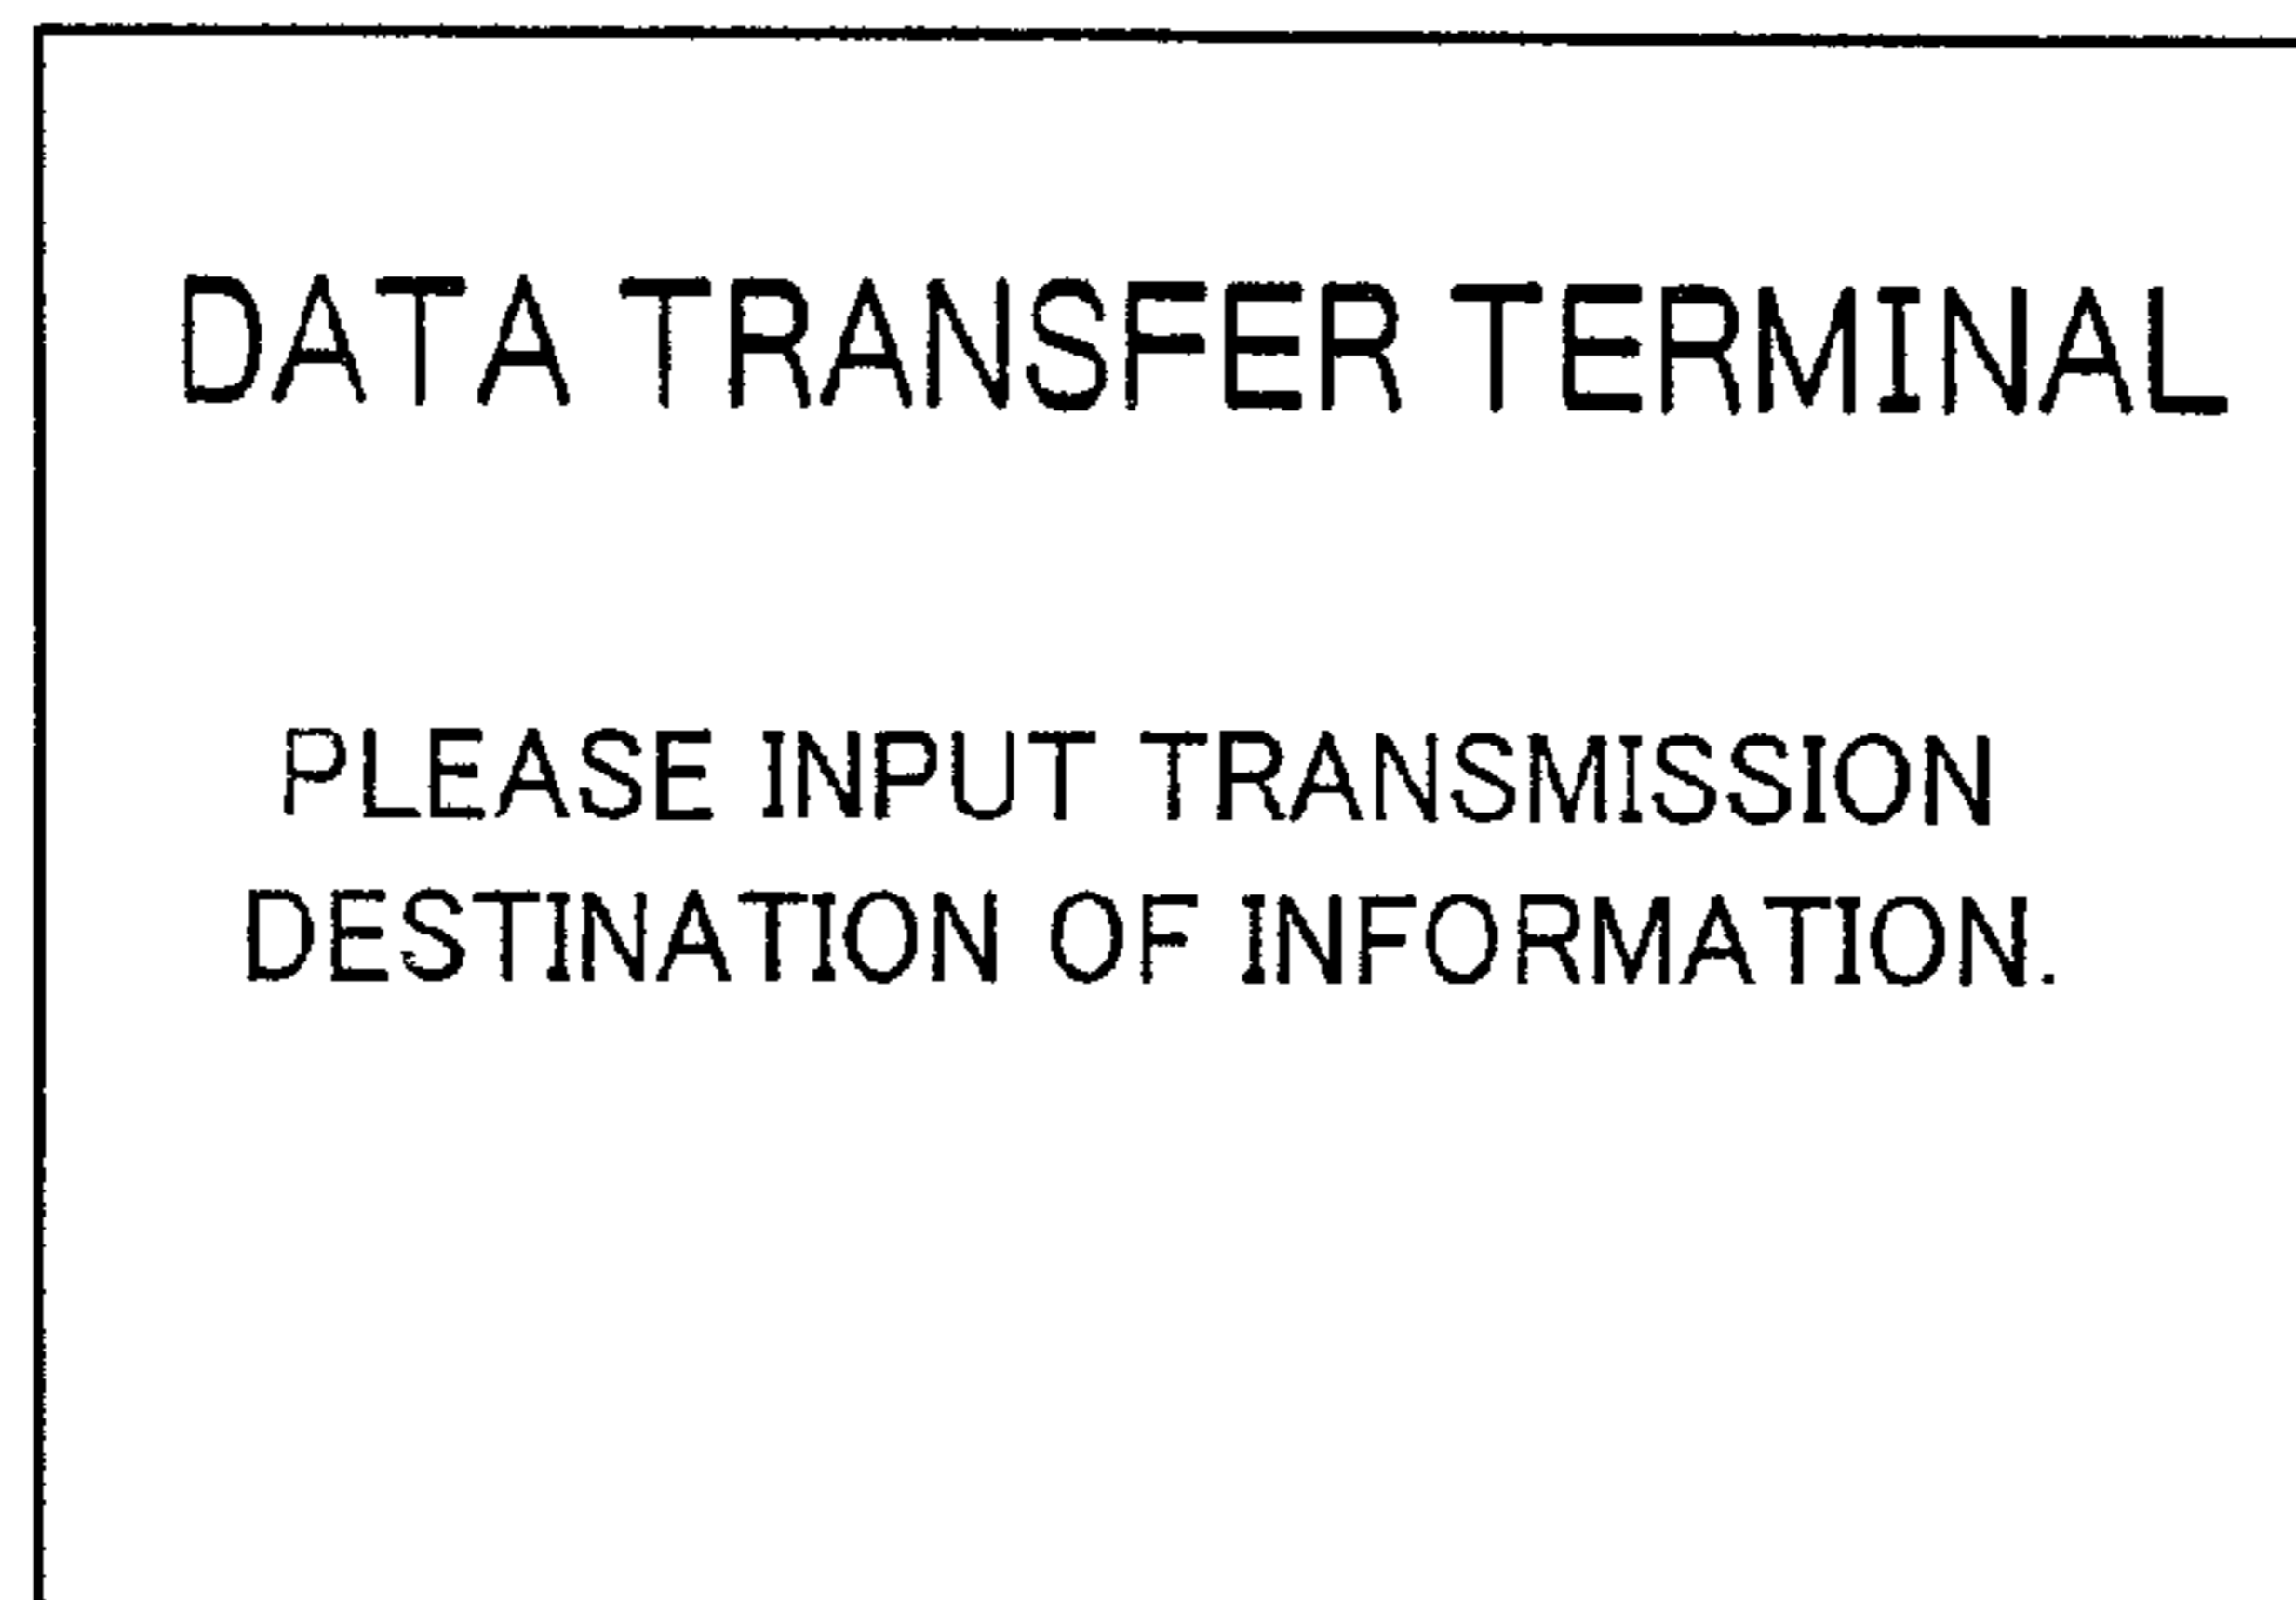 DATA TRANSFER TERMINAL
PLEASE INPUT TRANSMISSION
DESTINATION OF INFORMATION.